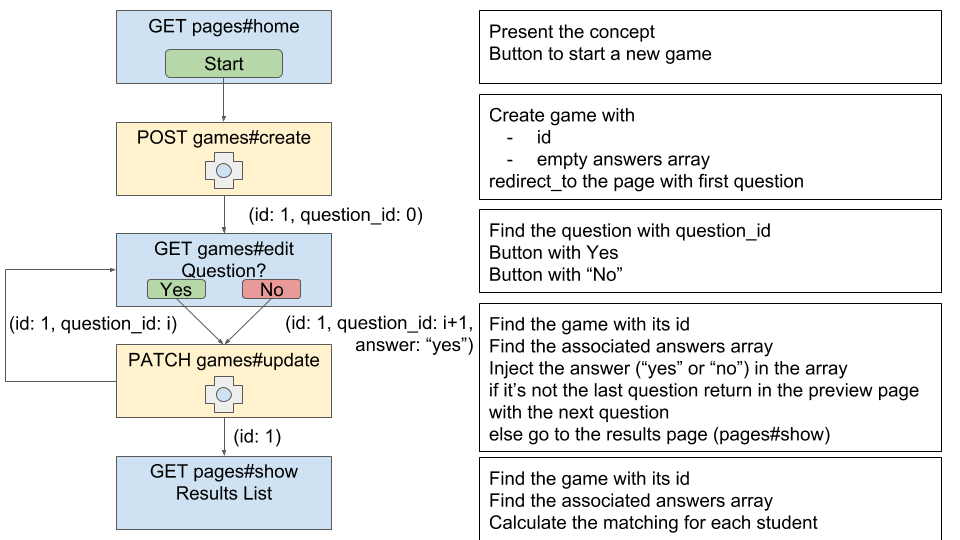 GET pages#home
Start
Present the concept
Button to start a new game
POST games#create
Create game with
- id
- empty answers array
redirect_to the page with first question
(id: 1, question_id: 0)
GET games#edit
Question?
Yes
No
Find the question with question_id
Button with Yes
Button with “No”
(id: 1, question_id: i)
(id: 1, question_id: i+1,
answer: “yes”)
PATCH games#update
Find the game with its id
Find the associated answers array
Inject the answer (“yes” or “no”) in the array
if it’s not the last question return in the preview page
with the next question
else go to the results page (pages#show)
(id: 1)
GET pages#show
Results List
Find the game with its id
Find the associated answers array
Calculate the matching for each student